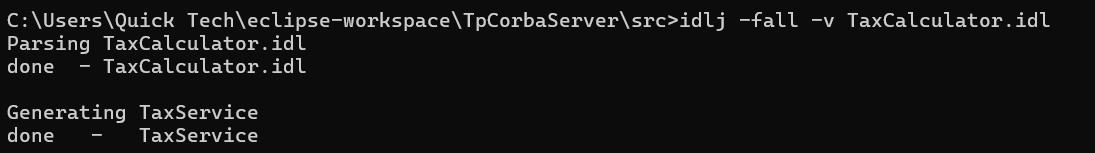 C:\Users\Quick Tech\eclipse-workspace\TpCorbaServer\src>idlj -fall -v TaxCalculator.idl
Parsing TaxCalculator.idl
done  - TaxCalculator.idl

Generating TaxService
done   -   TaxService